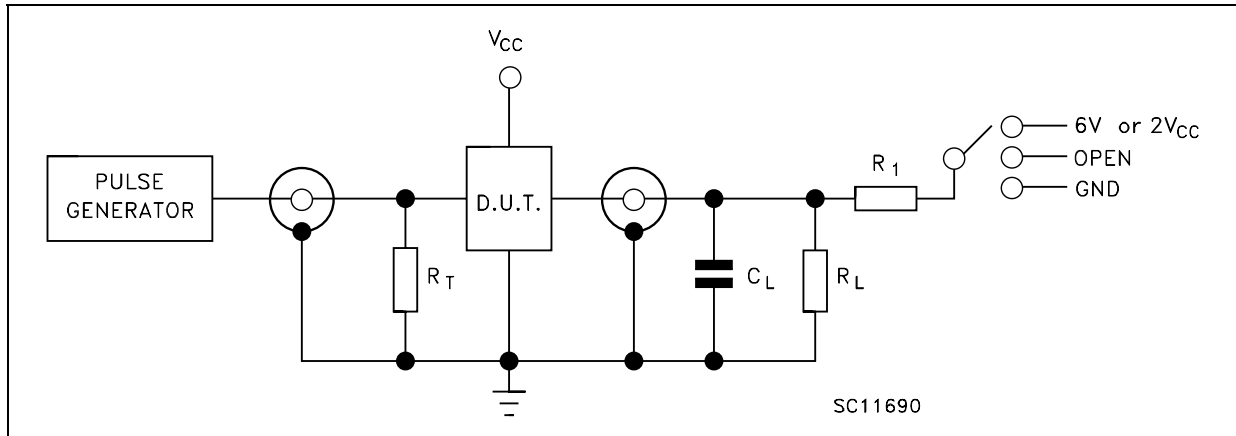 VCC
PULSE
GENERATOR
D.U.T.
RT
CL
RL
R1
6V or 2VCC
OPEN
GND
SC11690